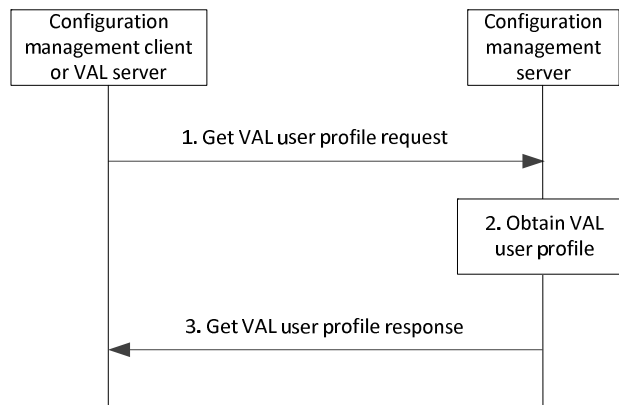 Configuration
management client
or VAL server
Configuration
management
server
1. Get VAL user profile request
2. Obtain VAL
user profile
3. Get VAL user profile response